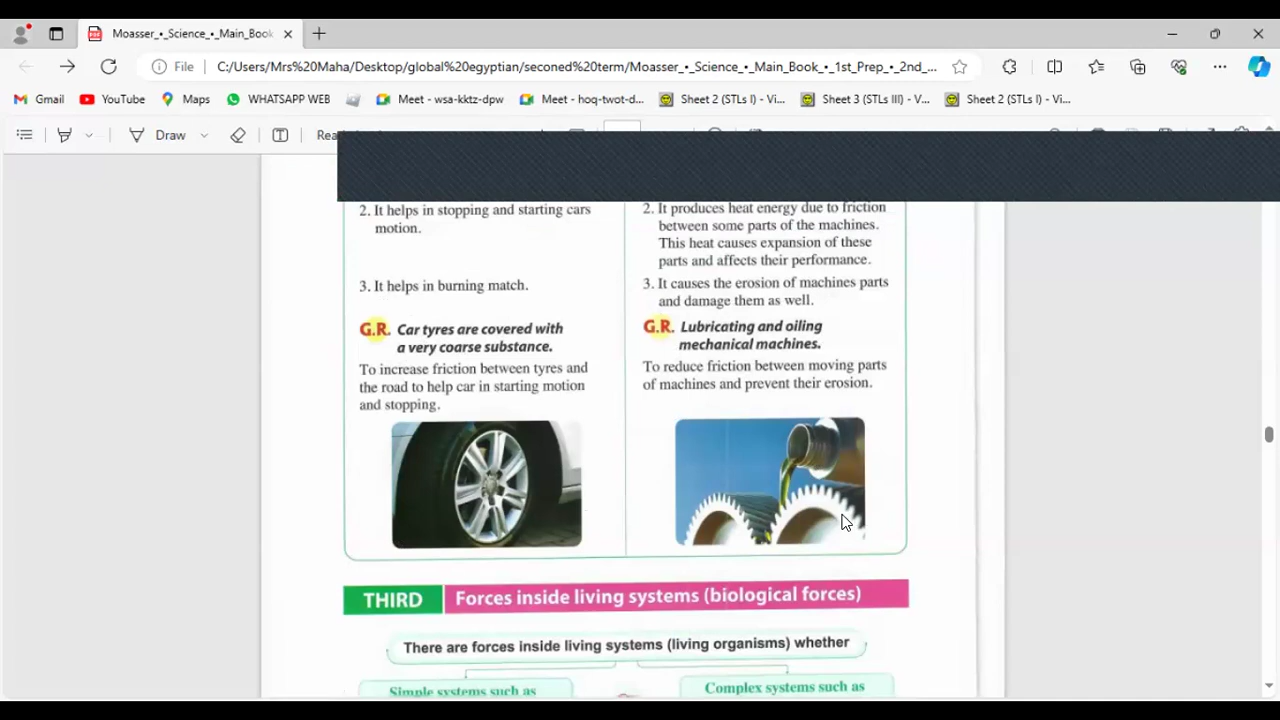 Moasser_•_Science_•_Main_Book
File
C:/Users/Mrs%20Maha/Desktop/global%20egyptian/seconed%20term/Moasser_•_Science_•_Main_Book_•_1st_Prep_•_2nd_...
Gmail
YouTube
Maps
WHATSAPP WEB
Meet - wsa-kktz-dpw
Meet - hoq-twot-d...
Sheet 2 (STLs I) - Vi...
Sheet 3 (STLs III) - V...
Sheet 2 (STLs I) - Vi...
Draw
2. It helps in stopping and starting cars
motion.
3. It helps in burning match.
G.R. Car tyres are covered with
a very coarse substance.
To increase friction between tyres and
the road to help car in starting motion
and stopping.
2. It produces heat energy due to friction
between some parts of the machines.
This heat causes expansion of these
parts and affects their performance.
3. It causes the erosion of machines parts
and damage them as well.
G.R. Lubricating and oiling
mechanical machines.
To reduce friction between moving parts
of machines and prevent their erosion.
THIRD Forces inside living systems (biological forces)
There are forces inside living systems (living organisms) whether
Simple systems such as
Complex systems such as